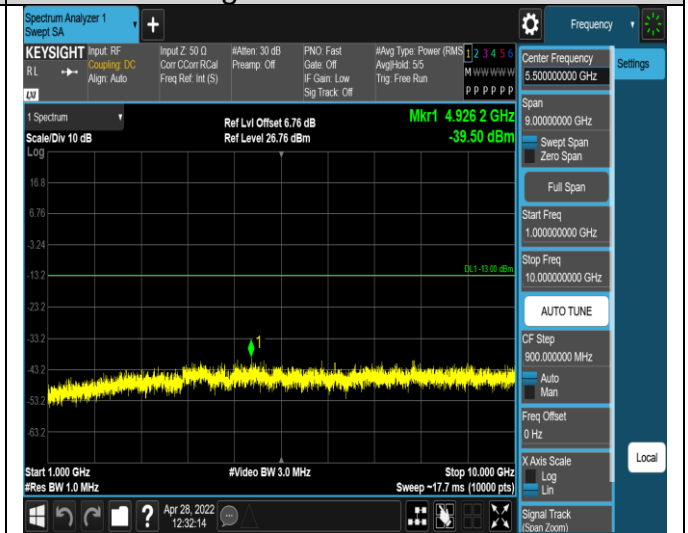 Spectrum Analyzer 1
Swept SA
Frequency
KEYSIGHT
RL
LXI
Input: RF
Coupling: DC
Align: Auto
Input Z: 50 Ω
Corr CCorr RCal
Freq Ref: Int (S)
#Atten: 30 dB
Preamp: Off
PNO: Fast
Gate: Off
IF Gain: Low
Sig Track: Off
#Avg Type: Power (RMS
Avg|Hold: 5/5
Trig: Free Run
1 2 3 4 5 6
M W W W W W
P P P P P P
1 Spectrum
Scale/Div 10 dB
Log
Ref Lvl Offset 6.76 dB
Ref Level 26.76 dBm
Mkr1 4.926 2 GHz
-39.50 dBm
16.8
6.76
-3.24
-13.2
-23.2
-33.2
-43.2
-53.2
-63.2
DL1 -13.00 dBm
1
Start 1.000 GHz
#Res BW 1.0 MHz
#Video BW 3.0 MHz
Stop 10.000 GHz
Sweep ~17.7 ms (10000 pts)
?
Apr 28, 2022
12:32:14
Center Frequency
5.50000000 GHz
Settings
Span
9.00000000 GHz
Swept Span
Zero Span
Full Span
Start Freq
1.000000000 GHz
Stop Freq
10.000000000 GHz
AUTO TUNE
CF Step
900.000000 MHz
Auto
Man
Freq Offset
0 Hz
X Axis Scale
Log
Lin
Local
Signal Track
(Span Zoom)